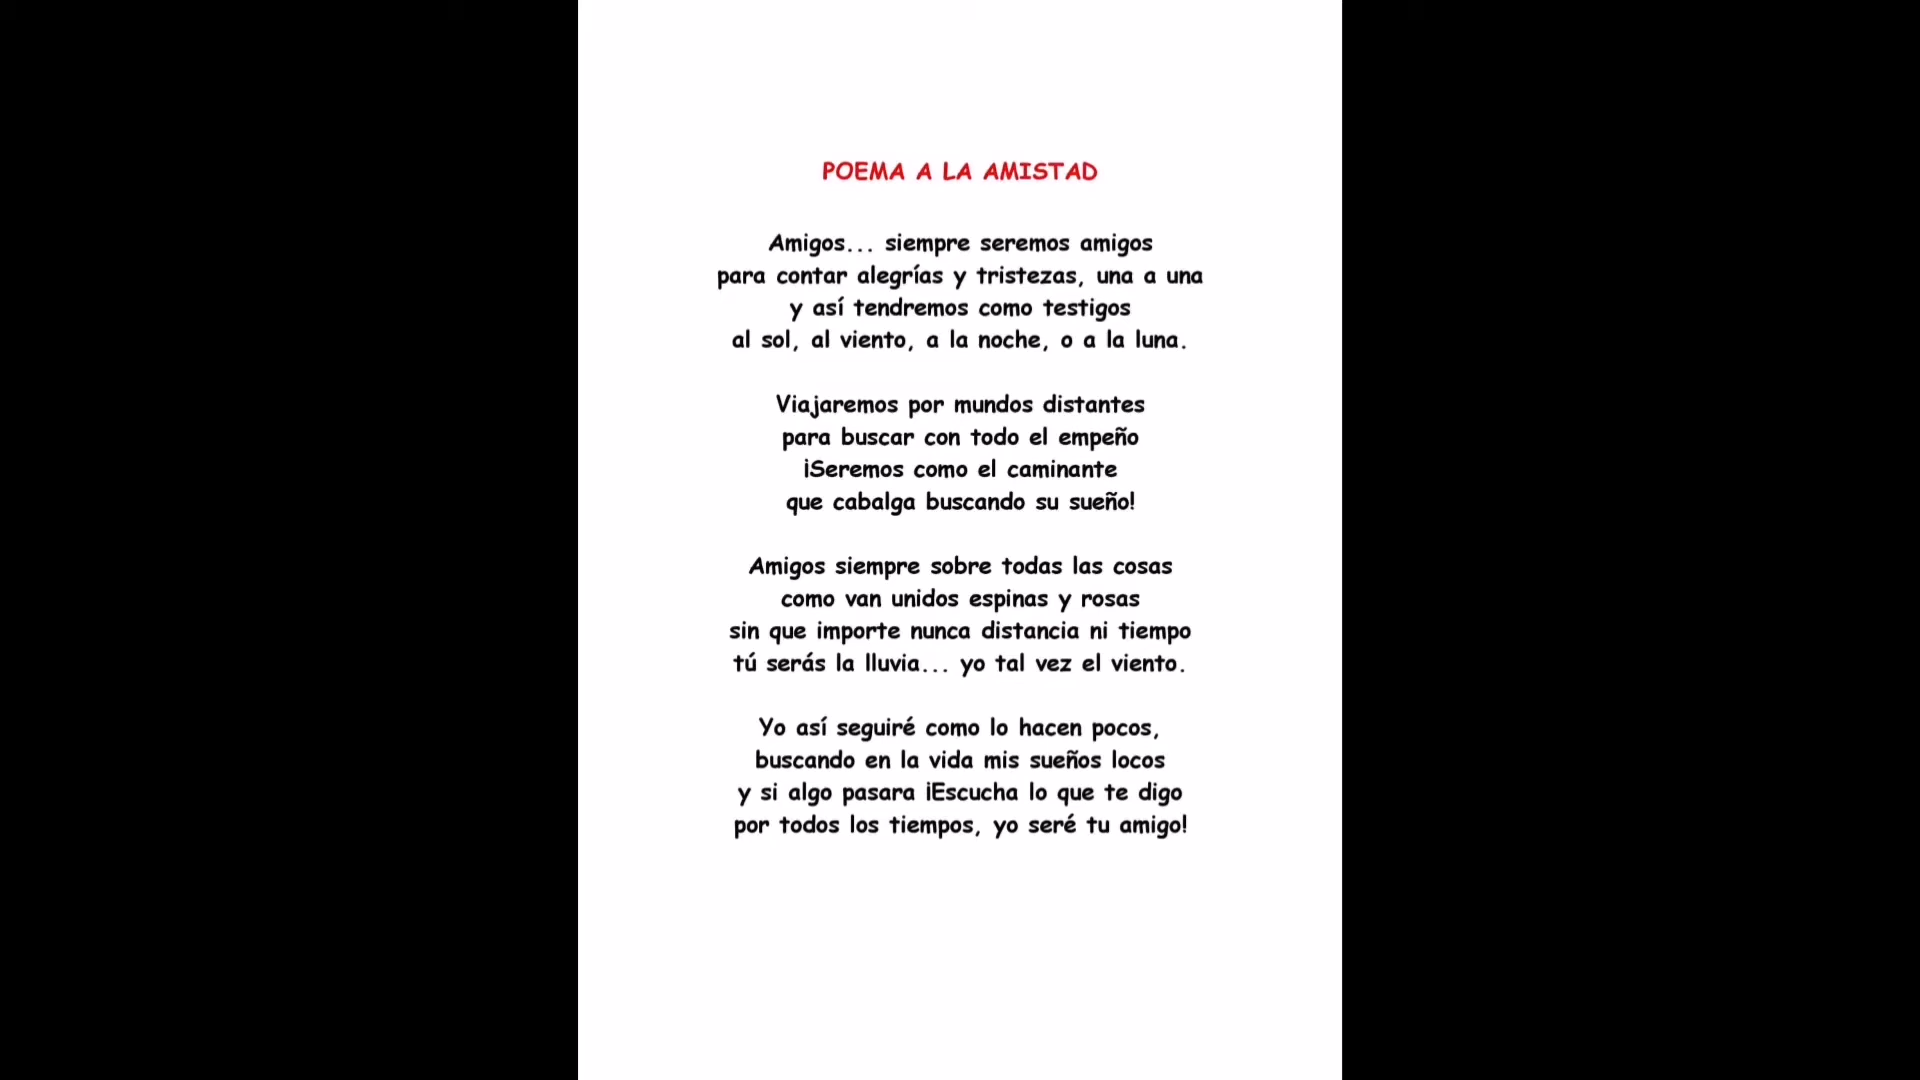 POEMA A LA AMISTAD
Amigos... siempre seremos amigos
para contar alegrías y tristezas, una a una
y así tendremos como testigos
al sol, al viento, a la noche, o a la luna.
Viajaremos por mundos distantes
para buscar con todo el empeño
¡Seremos como el caminante
que cabalga buscando su sueño!
Amigos siempre sobre todas las cosas
como van unidos espinas y rosas
sin que importe nunca distancia ni tiempo
tú serás la lluvia... yo tal vez el viento.
Yo así seguiré como lo hacen pocos,
buscando en la vida mis sueños locos
y si algo pasara ¡Escucha lo que te digo
por todos los tiempos, yo seré tu amigo!